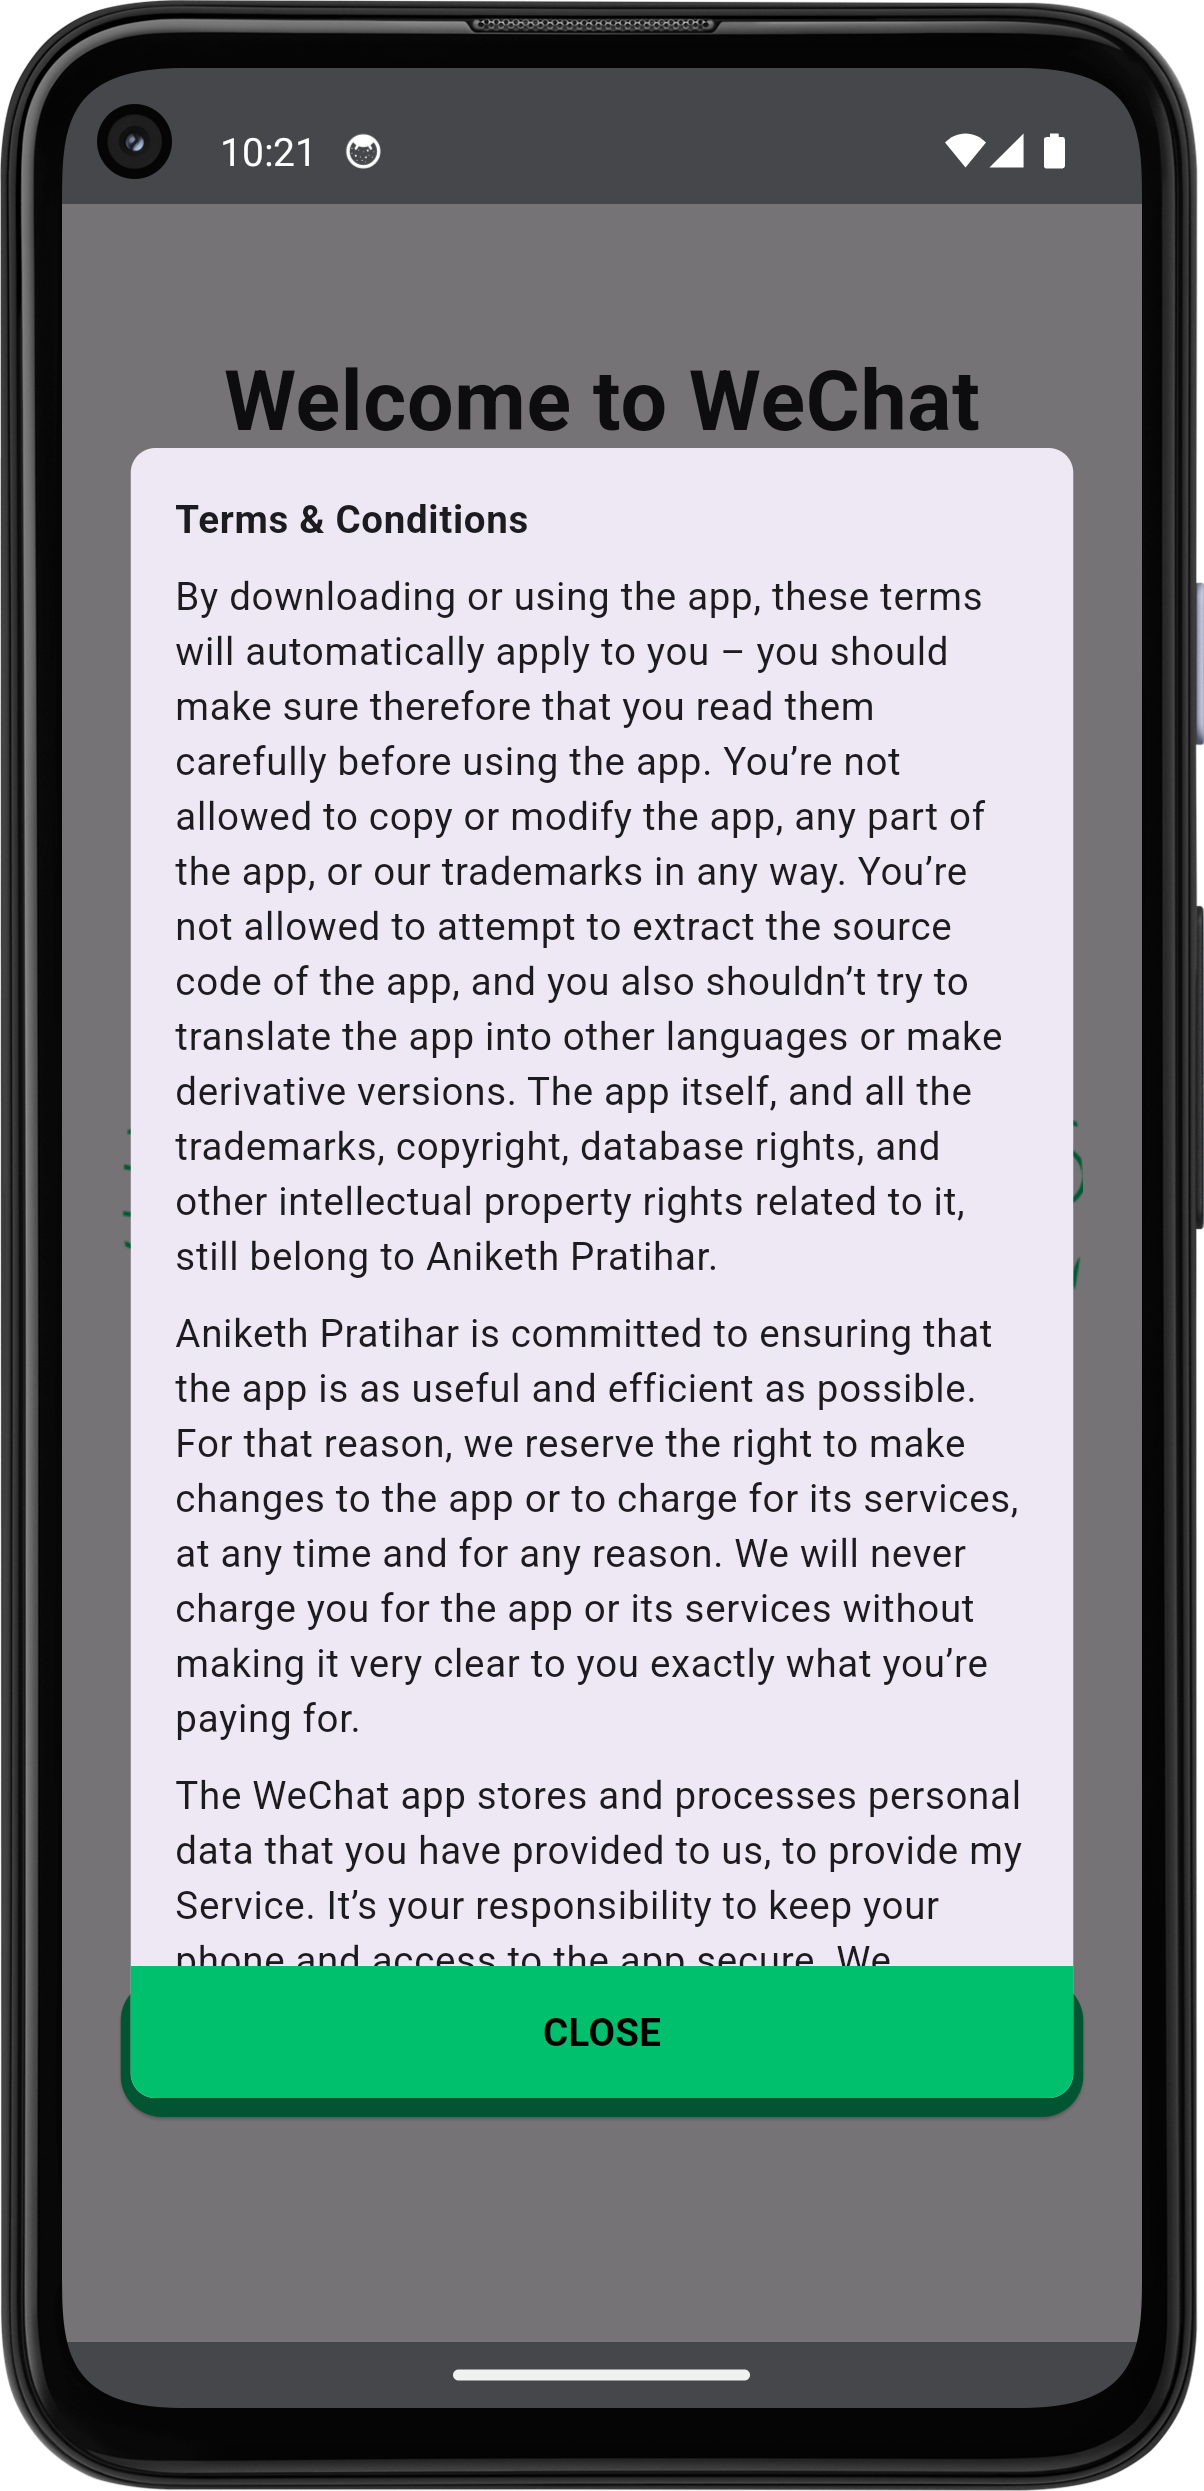 10:21
Welcome to WeChat
Terms & Conditions
By downloading or using the app, these terms
will automatically apply to you – you should
make sure therefore that you read them
carefully before using the app. You’re not
allowed to copy or modify the app, any part of
the app, or our trademarks in any way. You’re
not allowed to attempt to extract the source
code of the app, and you also shouldn’t try to
translate the app into other languages or make
derivative versions. The app itself, and all the
trademarks, copyright, database rights, and
other intellectual property rights related to it,
still belong to Aniketh Pratihar.
Aniketh Pratihar is committed to ensuring that
the app is as useful and efficient as possible.
For that reason, we reserve the right to make
changes to the app or to charge for its services,
at any time and for any reason. We will never
charge you for the app or its services without
making it very clear to you exactly what you’re
paying for.
The WeChat app stores and processes personal
data that you have provided to us, to provide my
Service. It’s your responsibility to keep your
phone and access to the app secure. We
CLOSE